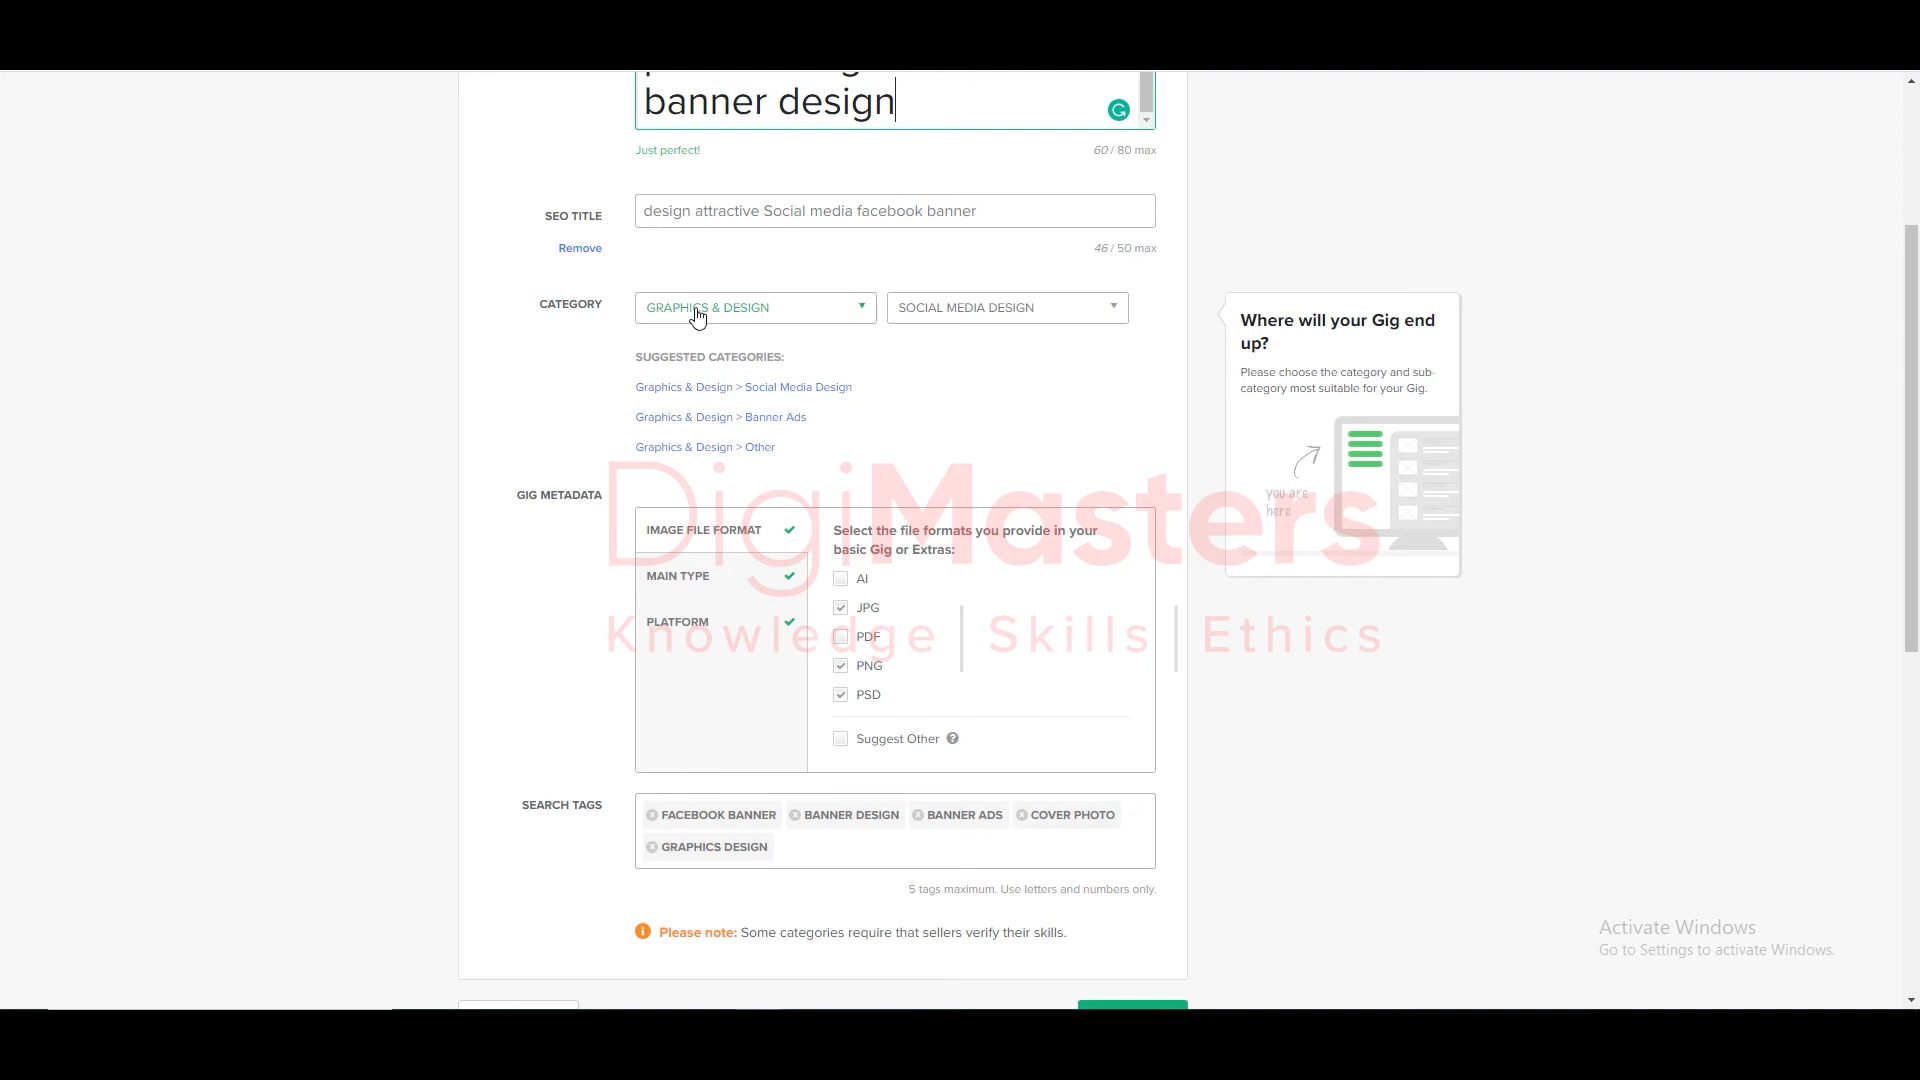 banner design
Just perfect!
60 / 80 max
SEO TITLE
design attractive Social media facebook banner
Remove
46 / 50 max
CATEGORY
GRAPHICS & DESIGN
SOCIAL MEDIA DESIGN
SUGGESTED CATEGORIES:
Graphics & Design > Social Media Design
Graphics & Design > Banner Ads
Graphics & Design > Other
Where will your Gig end
up?
Please choose the category and sub-
category most suitable for your Gig.
you are
here
DigiMasters
Knowledge | Skills | Ethics
GIG METADATA
IMAGE FILE FORMAT
MAIN TYPE
PLATFORM
Select the file formats you provide in your
basic Gig or Extras:
AI
JPG
PDF
PNG
PSD
Suggest Other
SEARCH TAGS
FACEBOOK BANNER
BANNER DESIGN
BANNER ADS
COVER PHOTO
GRAPHICS DESIGN
5 tags maximum. Use letters and numbers only.
Please note: Some categories require that sellers verify their skills.
Activate Windows
Go to Settings to activate Windows.